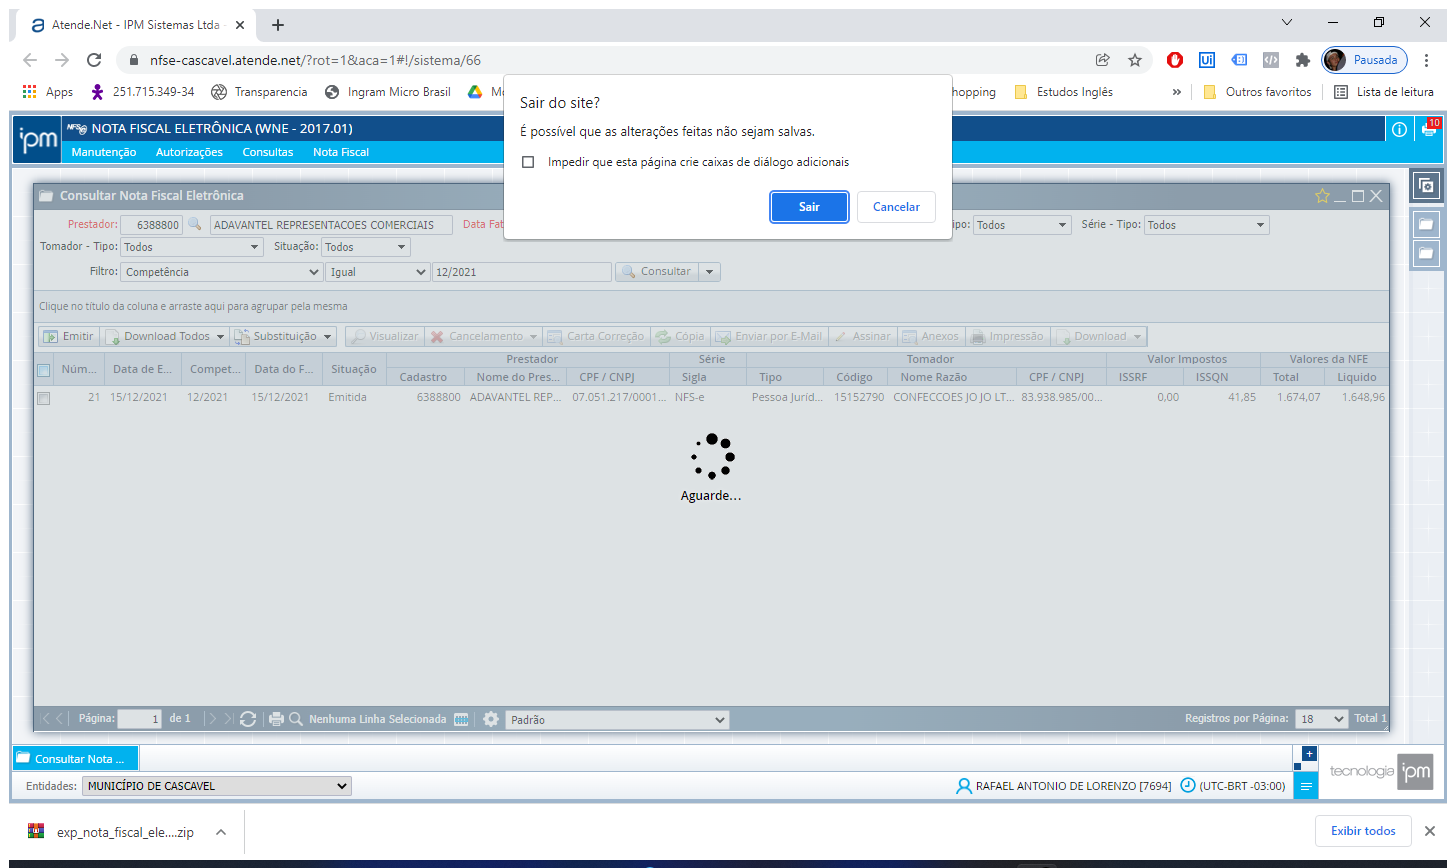 Atende.Net - IPM Sistemas Ltda
nfse-cascavel.atende.net/?rot=1&aca=1#!/sistema/66
Pausada
Apps
251.715.349-34
Transparencia
Ingram Micro Brasil
hopping
Estudos Inglês
»
Outros favoritos
Lista de leitura
Sair do site?
É possível que as alterações feitas não sejam salvas.
Impedir que esta página crie caixas de diálogo adicionais
Sair
Cancelar
ipm
NFS-e NOTA FISCAL ELETRÔNICA (WNE - 2017.01)
10
Manutenção Autorizações Consultas Nota Fiscal
Consultar Nota Fiscal Eletrônica
Prestador: 6388800 ADAVANTEL REPRESENTACOES COMERCIAIS Data Fat
ipo: Todos Série - Tipo: Todos
Tomador - Tipo: Todos Situação: Todos
Filtro: Competência Igual 12/2021 Consultar
Clique no título da coluna e arraste aqui para agrupar pela mesma
Emitir Download Todos Substituição Visualizar Cancelamento Carta Correção Cópia Enviar por E-Mail Assinar Anexos Impressão Download
Prestador Série Tomador Valor Impostos Valores da NFE
Núm... Data de E... Compet... Data do F... Situação Cadastro Nome do Pres... CPF / CNPJ Sigla Tipo Código Nome Razão CPF / CNPJ ISSRF ISSQN Total Liquido
21 15/12/2021 12/2021 15/12/2021 Emitida 6388800 ADAVANTEL REP... 07.051.217/0001... NFS-e Pessoa Juríd... 15152790 CONFECCOES JO JO LT... 83.938.985/00... 0,00 41,85 1.674,07 1.648,96
Aguarde...
Página: 1 de 1 Nenhuma Linha Selecionada Padrão Registros por Página: 18 Total 1
Consultar Nota ...
tecnologia ipm
Entidades: MUNICÍPIO DE CASCAVEL
RAFAEL ANTONIO DE LORENZO [7694] (UTC-BRT -03:00)
exp_nota_fiscal_ele....zip
Exibir todos